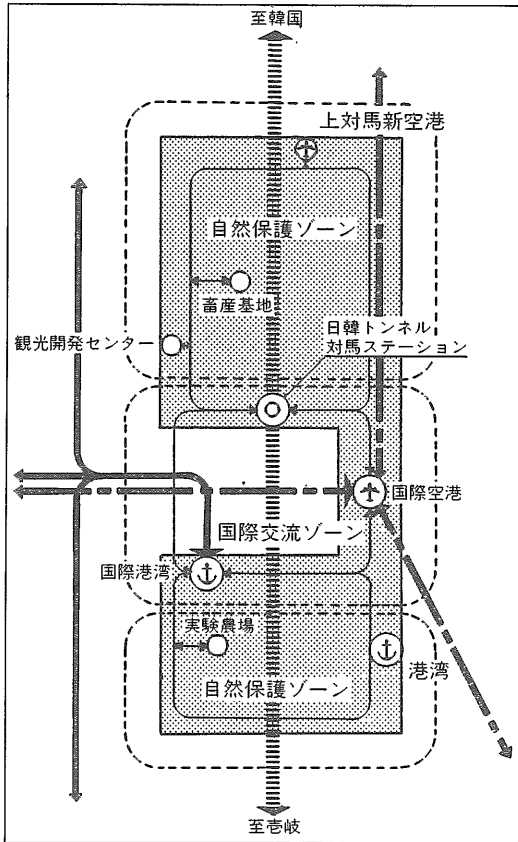 至韓国
上対馬新空港
自然保護ゾーン
畜産基地
日韓トンネル
対馬ステーション
観光開発センター
国際空港
国際交流ゾーン
国際港湾
実験農場
港湾
自然保護ゾーン
至壱岐